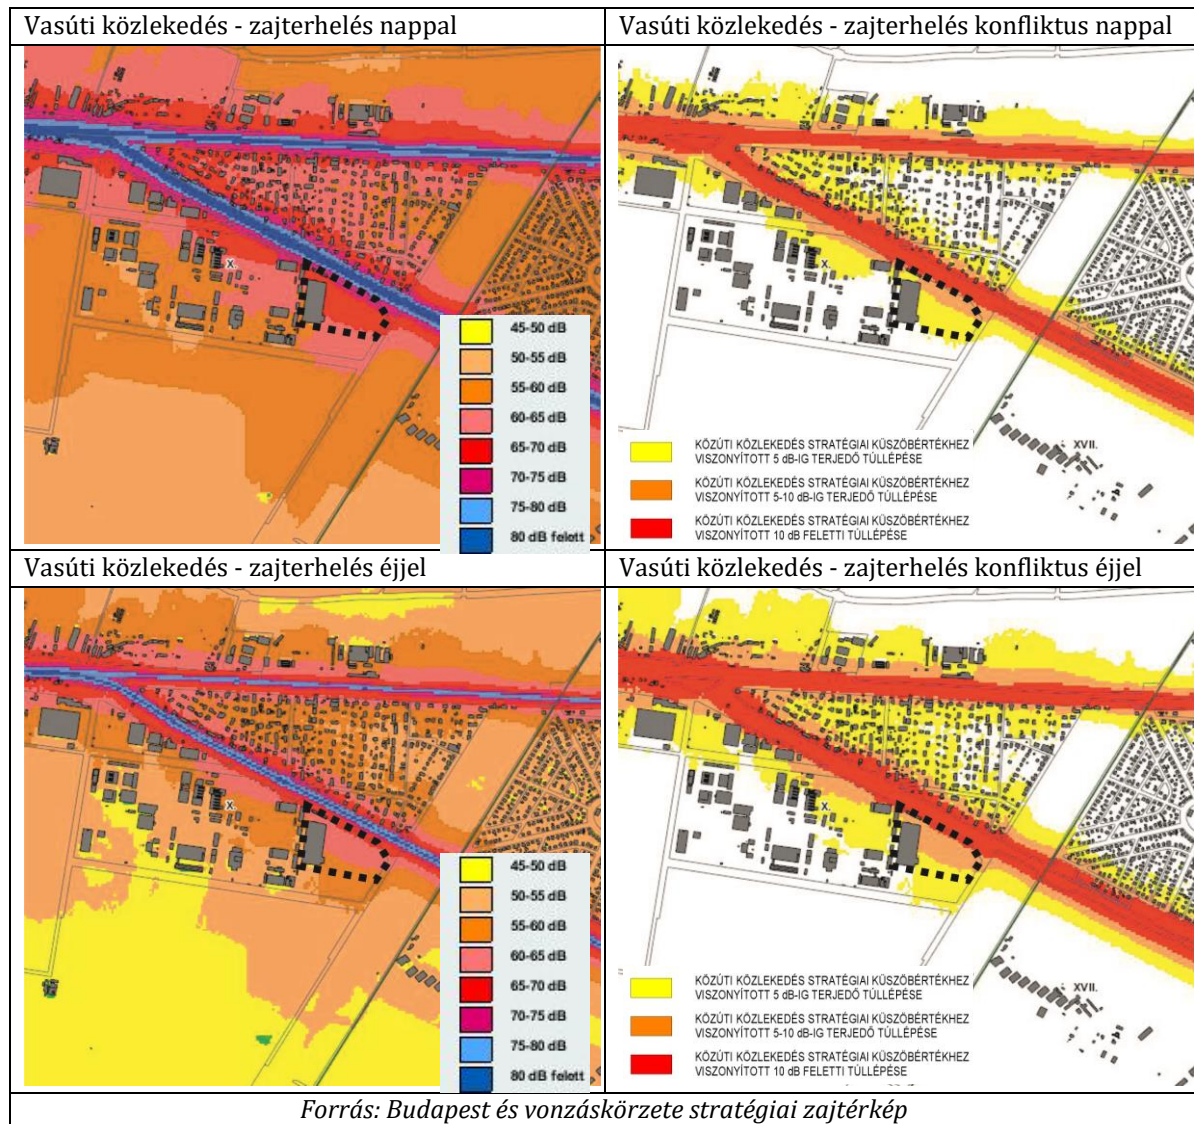 Vasúti közlekedés - zajterhelés nappal
Vasúti közlekedés - zajterhelés konfliktus nappal
X.
45-50 dB
50-55 dB
55-60 dB
60-65 dB
65-70 dB
70-75 dB
75-80 dB
80 dB felett
X.
XVII.
KÖZÚTI KÖZLEKEDÉS STRATÉGIAI KÜSZÖBÉRTÉKHEZ
VISZONYÍTOTT 5 dB-IG TERJEDŐ TÚLLÉPÉSE
KÖZÚTI KÖZLEKEDÉS STRATÉGIAI KÜSZÖBÉRTÉKHEZ
VISZONYÍTOTT 5-10 dB-IG TERJEDŐ TÚLLÉPÉSE
KÖZÚTI KÖZLEKEDÉS STRATÉGIAI KÜSZÖBÉRTÉKHEZ
VISZONYÍTOTT 10 dB FELETTI TÚLLÉPÉSE
Vasúti közlekedés - zajterhelés éjjel
Vasúti közlekedés - zajterhelés konfliktus éjjel
X.
45-50 dB
50-55 dB
55-60 dB
60-65 dB
65-70 dB
70-75 dB
75-80 dB
80 dB felett
X.
XVII.
KÖZÚTI KÖZLEKEDÉS STRATÉGIAI KÜSZÖBÉRTÉKHEZ
VISZONYÍTOTT 5 dB-IG TERJEDŐ TÚLLÉPÉSE
KÖZÚTI KÖZLEKEDÉS STRATÉGIAI KÜSZÖBÉRTÉKHEZ
VISZONYÍTOTT 5-10 dB-IG TERJEDŐ TÚLLÉPÉSE
KÖZÚTI KÖZLEKEDÉS STRATÉGIAI KÜSZÖBÉRTÉKHEZ
VISZONYÍTOTT 10 dB FELETTI TÚLLÉPÉSE
Forrás: Budapest és vonzáskörzete stratégiai zajtérkép